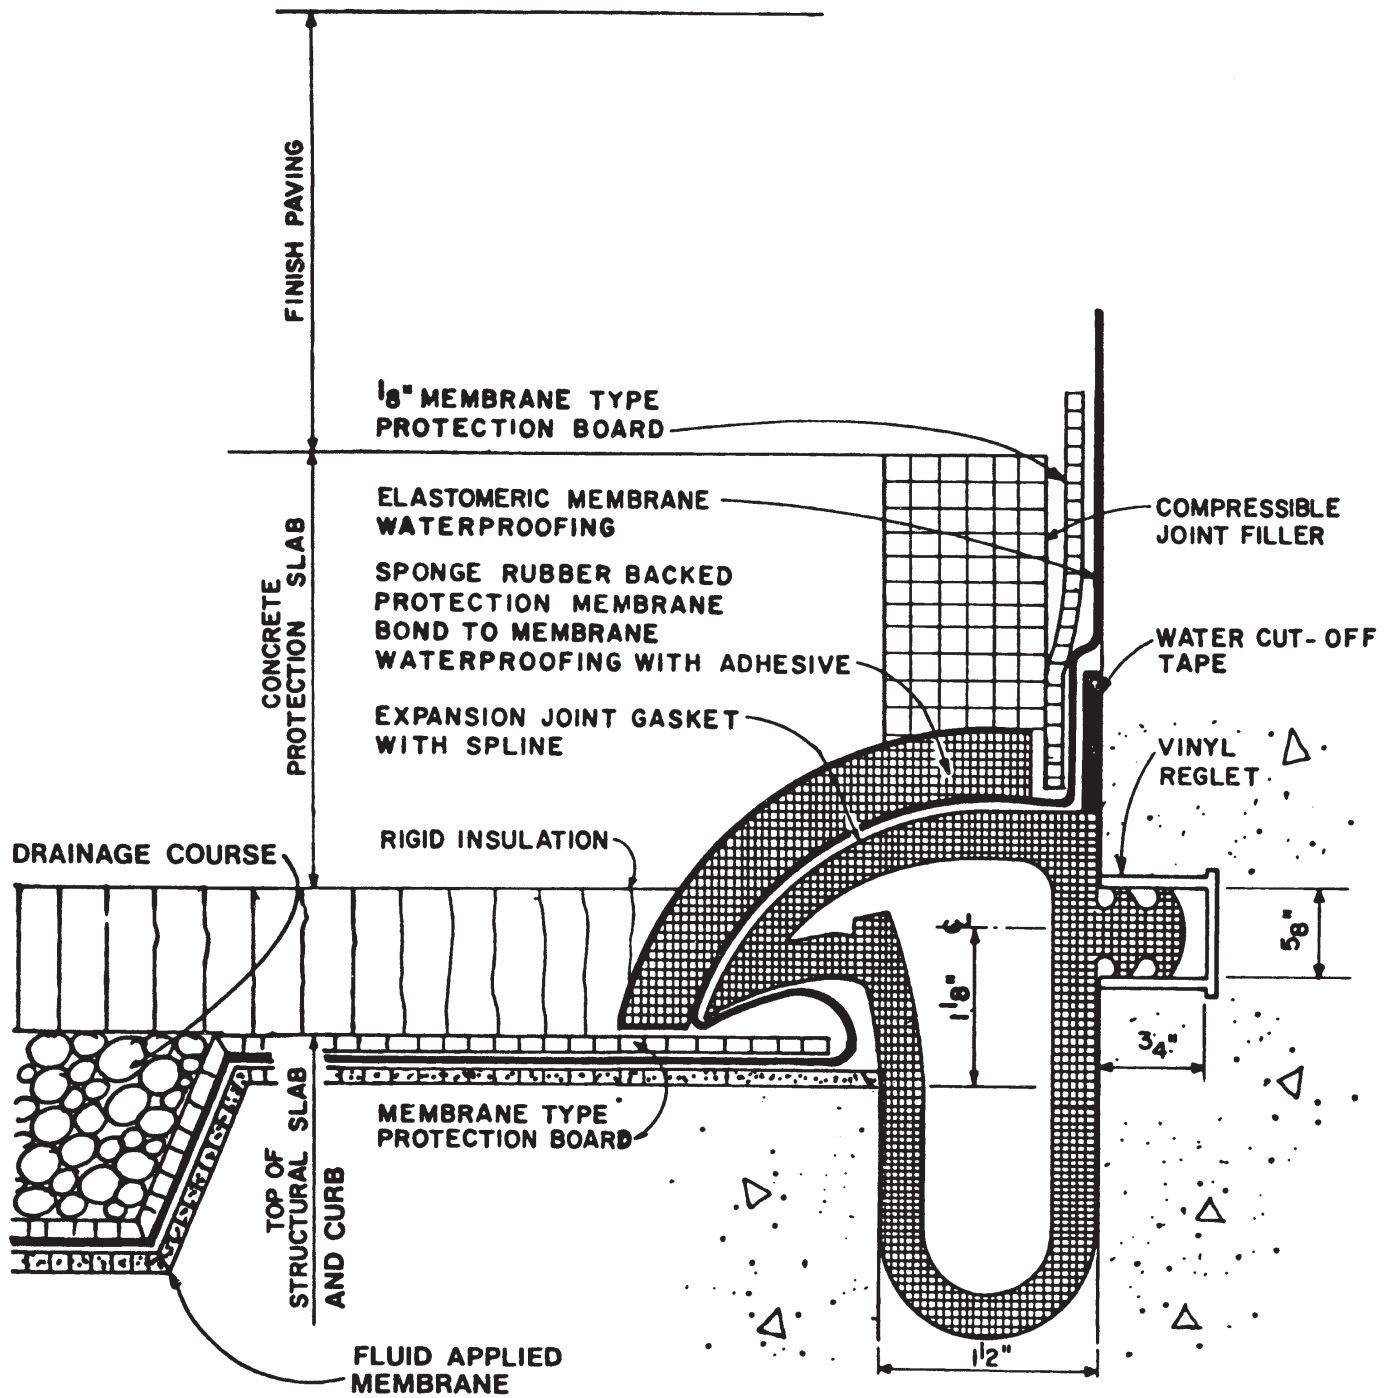 FINISH PAVING
1/8" MEMBRANE TYPE
PROTECTION BOARD
ELASTOMERIC MEMBRANE
WATERPROOFING
SPONGE RUBBER BACKED
PROTECTION MEMBRANE
BOND TO MEMBRANE
WATERPROOFING WITH ADHESIVE
EXPANSION JOINT GASKET
WITH SPLINE
CONCRETE
PROTECTION SLAB
COMPRESSIBLE
JOINT FILLER
WATER CUT-OFF
TAPE
VINYL
REGLET
RIGID INSULATION
DRAINAGE COURSE
℄
5/8"
1 1/8"
3/4"
MEMBRANE TYPE
PROTECTION BOARD
TOP OF
STRUCTURAL SLAB
AND CURB
1 1/2"
FLUID APPLIED
MEMBRANE